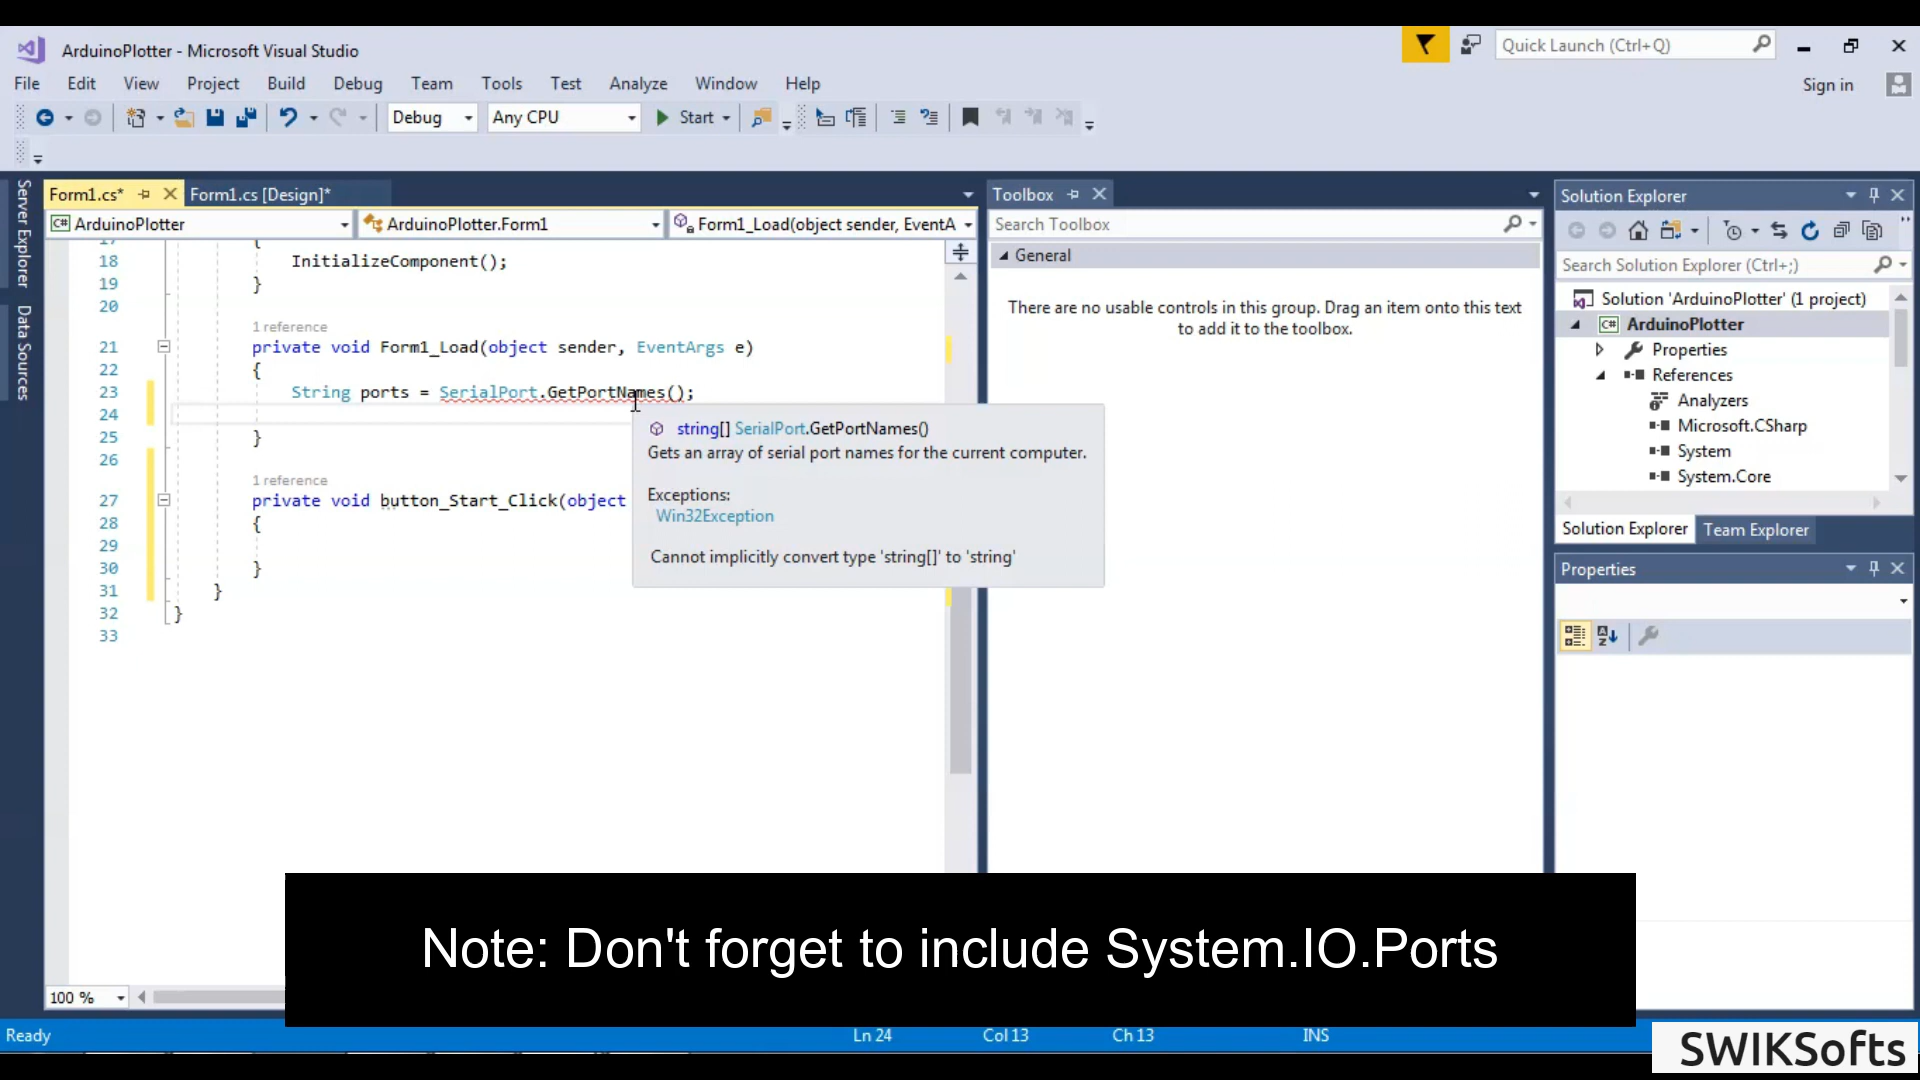 ArduinoPlotter - Microsoft Visual Studio
Quick Launch (Ctrl+Q)
File Edit View Project Build Debug Team Tools Test Analyze Window Help
Sign in
Debug Any CPU Start
Server Explorer
Data Sources
Form1.cs* Form1.cs [Design]*
ArduinoPlotter ArduinoPlotter.Form1 Form1_Load(object sender, EventA
17 {
18 InitializeComponent();
19 }
20
1 reference
21 private void Form1_Load(object sender, EventArgs e)
22 {
23 String ports = SerialPort.GetPortNames();
24
25 }
26
1 reference
27 private void button_Start_Click(object
28 {
29
30 }
31 }
32 }
33
string[] SerialPort.GetPortNames()
Gets an array of serial port names for the current computer.
Exceptions:
Win32Exception
Cannot implicitly convert type 'string[]' to 'string'
Toolbox
Search Toolbox
General
There are no usable controls in this group. Drag an item onto this text
to add it to the toolbox.
Solution Explorer
Search Solution Explorer (Ctrl+;)
Solution 'ArduinoPlotter' (1 project)
C# ArduinoPlotter
Properties
References
Analyzers
Microsoft.CSharp
System
System.Core
Solution Explorer Team Explorer
Properties
100 %
Note: Don't forget to include System.IO.Ports
Ready Ln 24 Col 13 Ch 13 INS
SWIKSofts